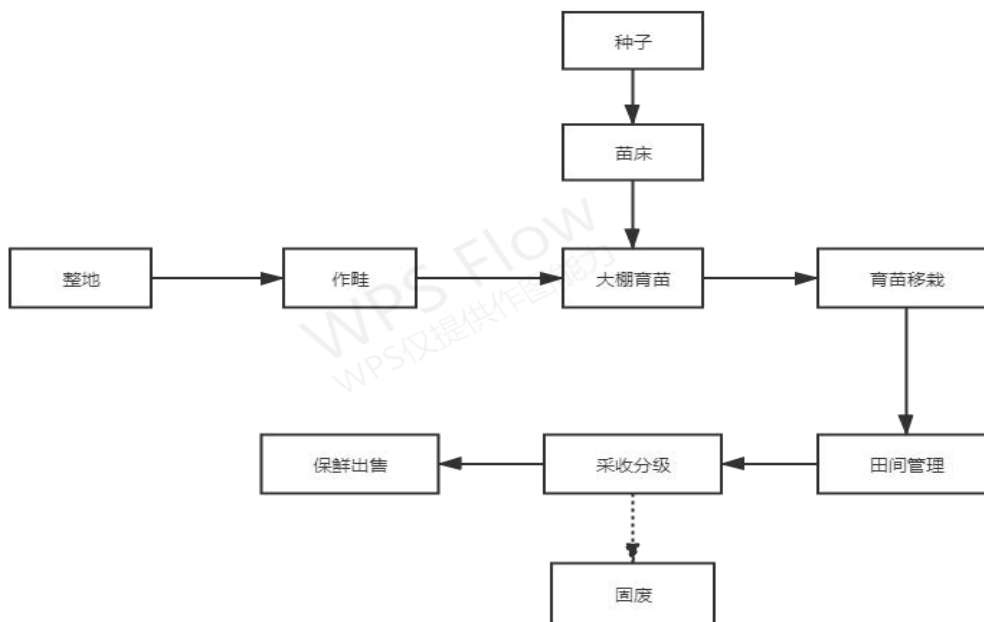 种子
苗床
整地
作畦
大棚育苗
育苗移栽
WPS Flow
WPS仅提供作图能力
保鲜出售
采收分级
田间管理
固废